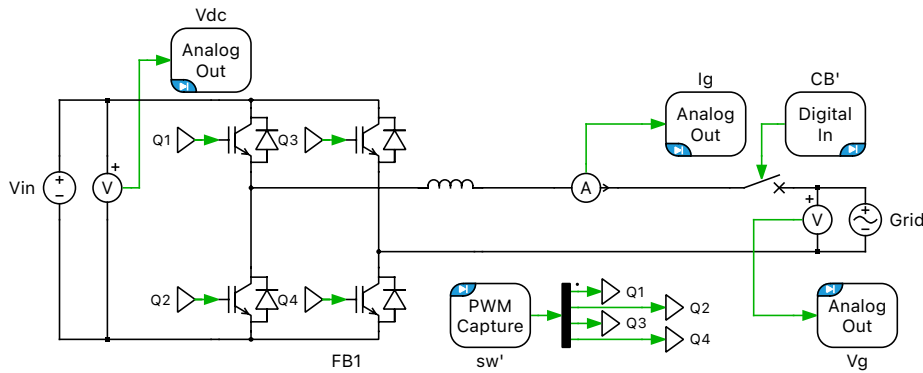 Vdc
Analog
Out
Ig
Analog
Out
CB'
Digital
In
Q1
Q3
Vin
V
A
V
Grid
Q2
Q4
FB1
PWM
Capture
sw'
Q1
Q2
Q3
Q4
Analog
Out
Vg